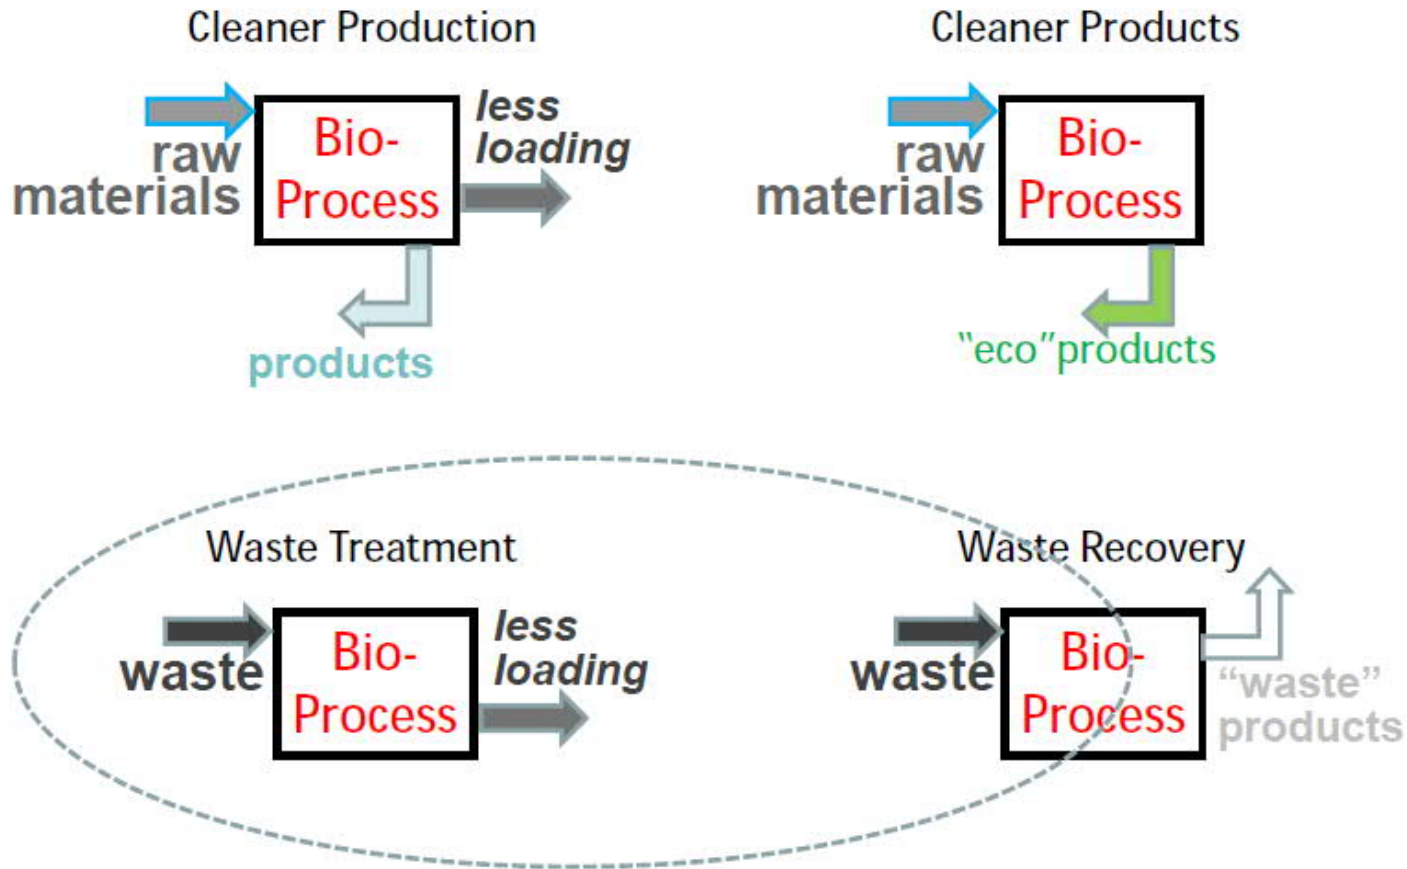 Cleaner Production
raw
materials
Bio-
Process
less
loading
products
Cleaner Products
raw
materials
Bio-
Process
"eco"products
Waste Treatment
waste
Bio-
Process
less
loading
Waste Recovery
waste
Bio-
Process
“waste”
products